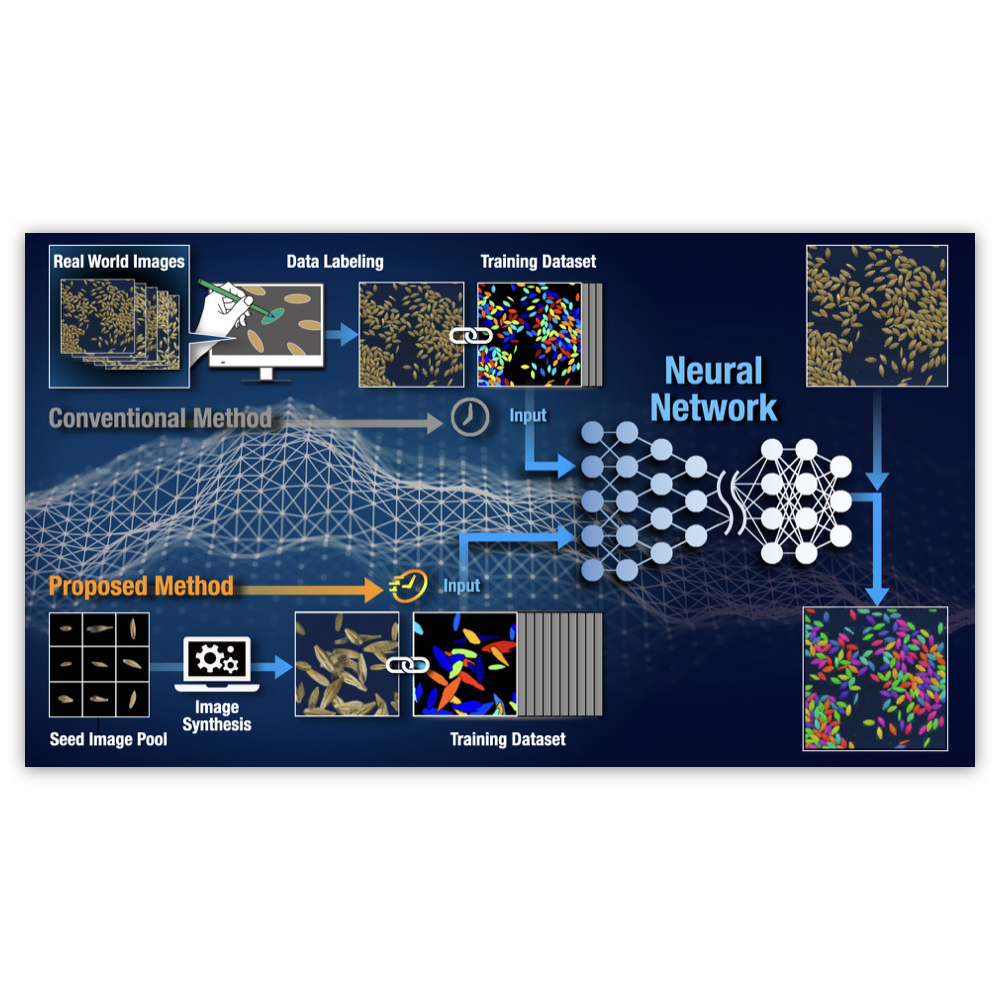 Real World Images
Data Labeling
Training Dataset
Conventional Method
Input
Neural
Network
Proposed Method
Input
Image
Synthesis
Seed Image Pool
Training Dataset